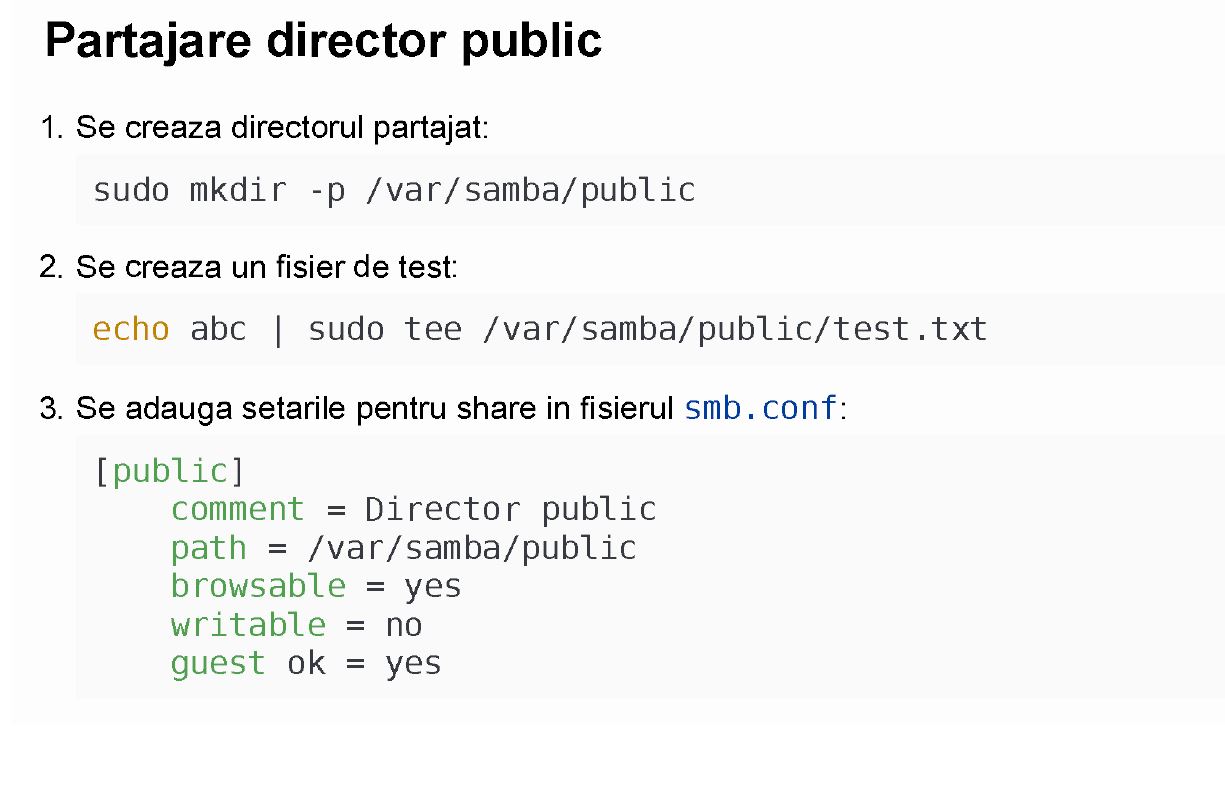 Partajare director public
1. Se creaza directorul partajat:
sudo mkdir -p /var/samba/public
2. Se creaza un fisier de test:
echo abc | sudo tee /var/samba/public/test.txt
3. Se adauga setarile pentru share in fisierul smb.conf:
[public]
    comment = Director public
    path = /var/samba/public
    browsable = yes
    writable = no
    guest ok = yes